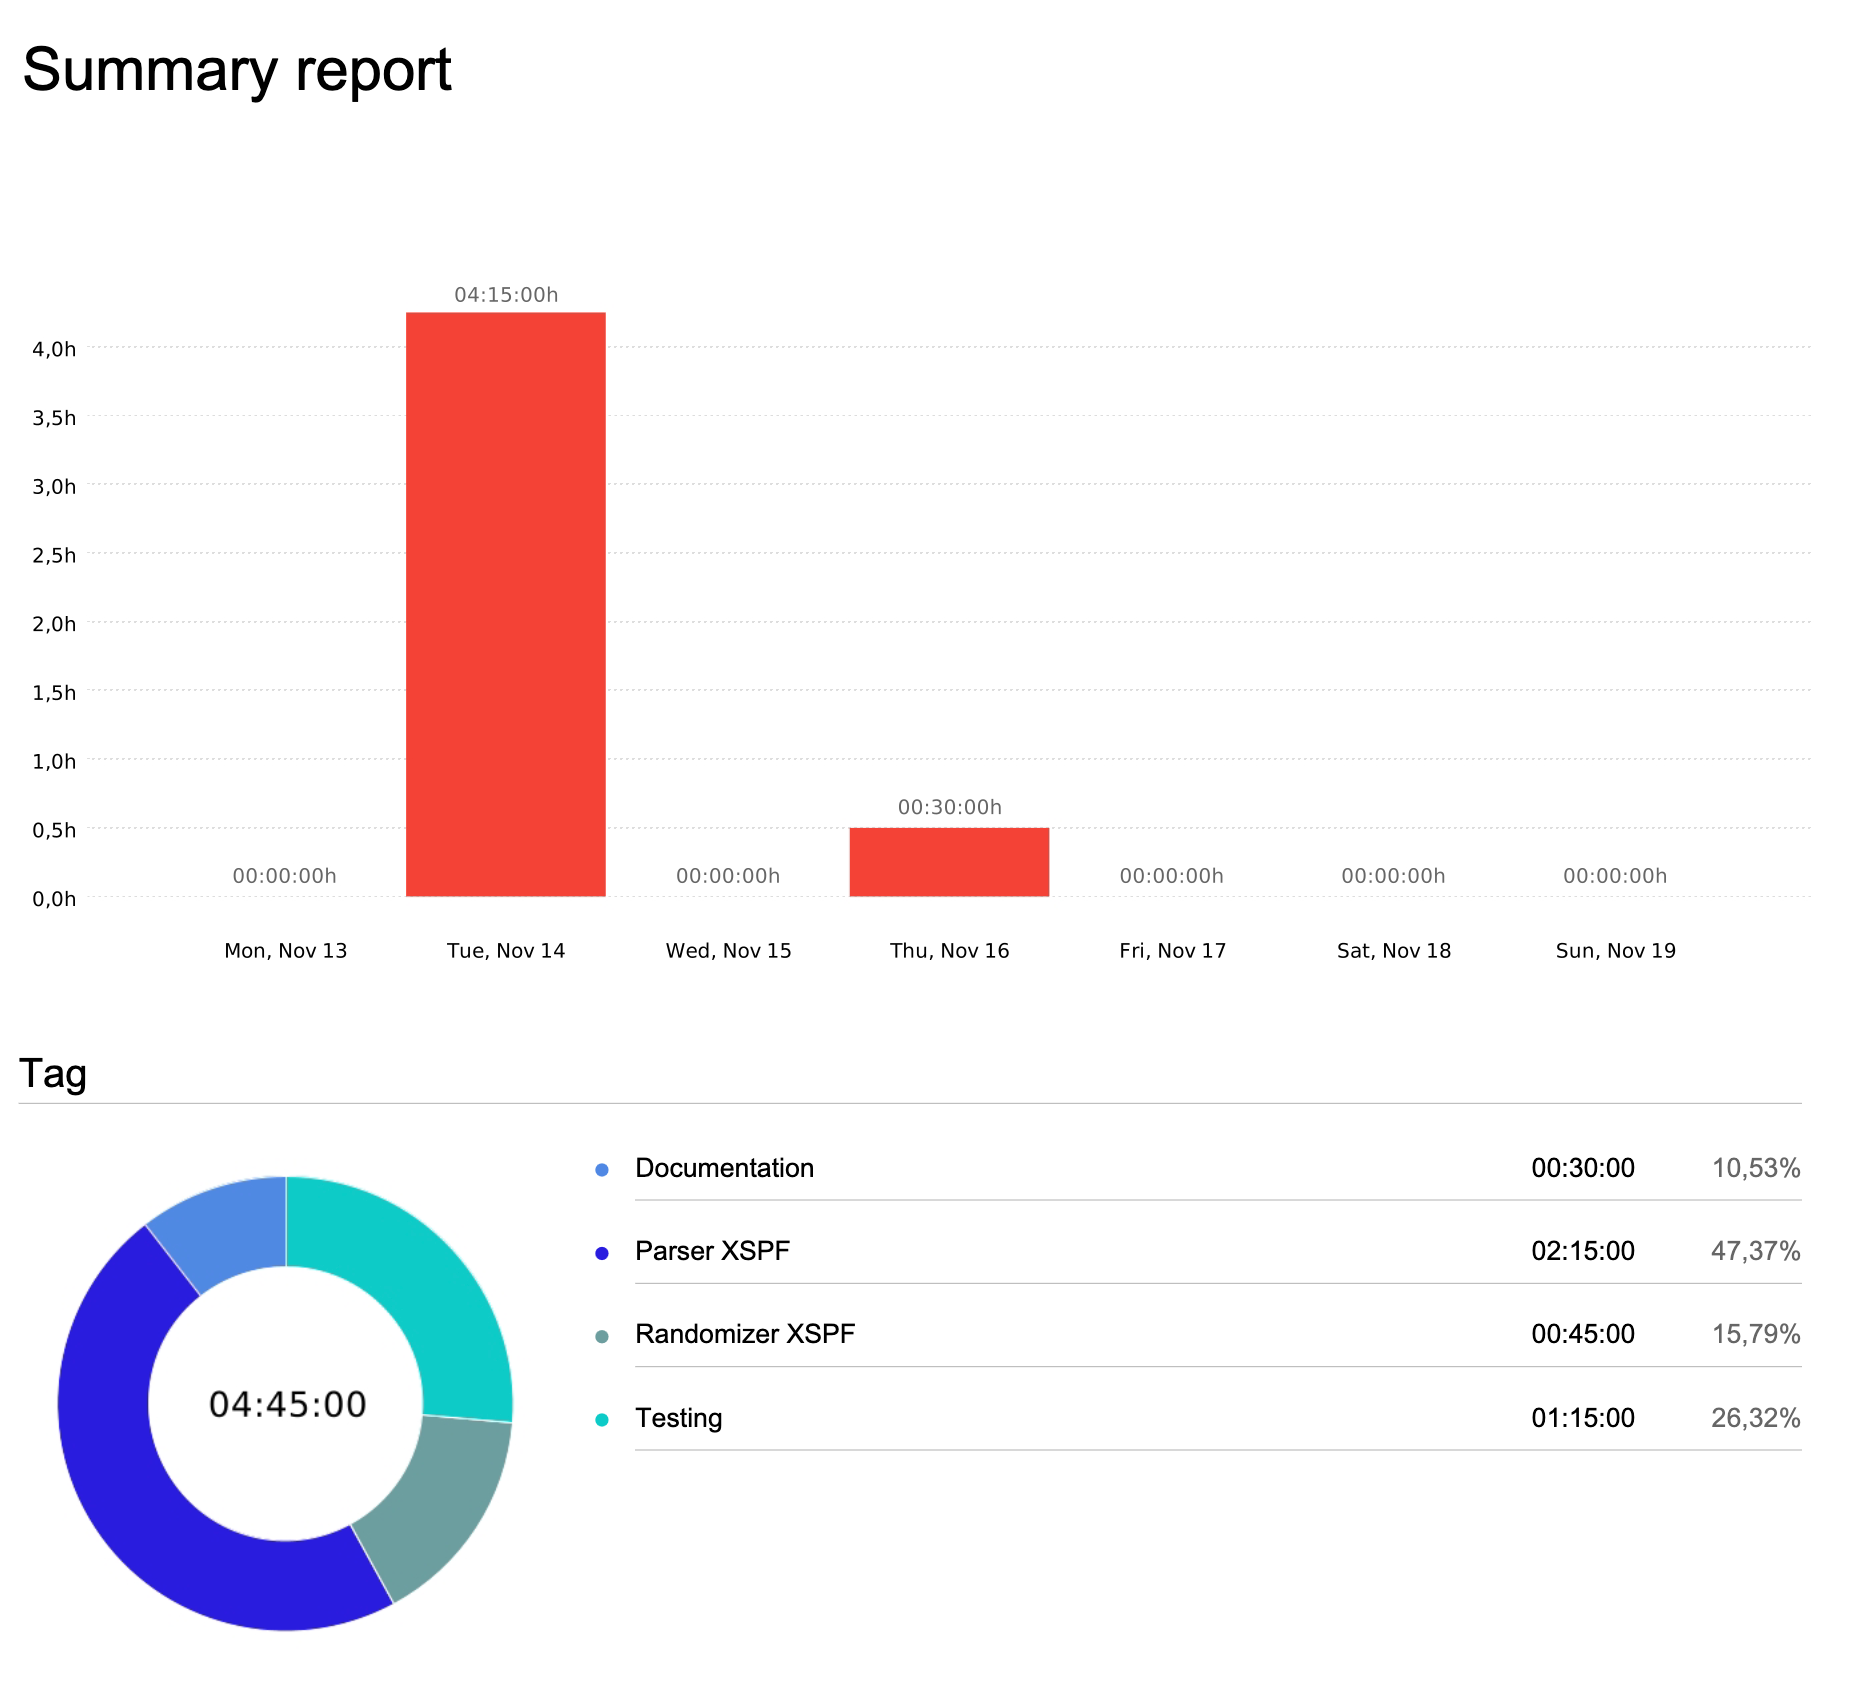 Summary report
04:15:00h
4,0h
3,5h
3,0h
2,5h
2,0h
1,5h
1,0h
00:30:00h
0,5h
00:00:00h 00:00:00h 00:00:00h 00:00:00h 00:00:00h
0,0h
Mon, Nov 13 Tue, Nov 14 Wed, Nov 15 Thu, Nov 16 Fri, Nov 17 Sat, Nov 18 Sun, Nov 19
Tag
Documentation 00:30:00 10,53%
Parser XSPF 02:15:00 47,37%
Randomizer XSPF 00:45:00 15,79%
04:45:00
Testing 01:15:00 26,32%